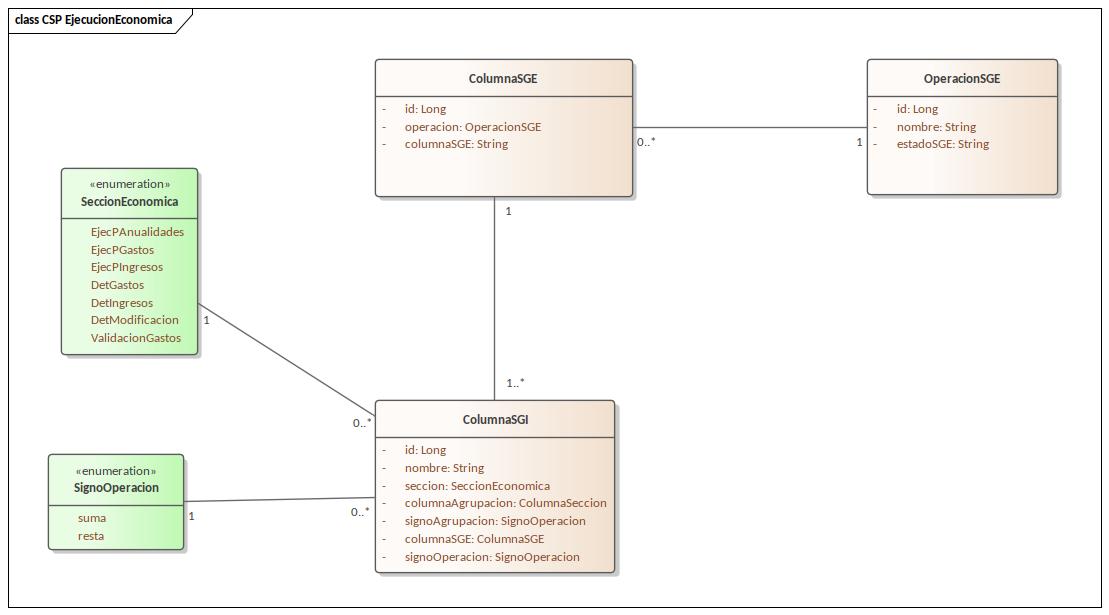 class CSP EjecucionEconomica
ColumnaSGE
- id: Long
- operacion: OperacionSGE
- columnaSGE: String
0..*
1
OperacionSGE
- id: Long
- nombre: String
- estadoSGE: String
1
1..*
«enumeration»
SeccionEconomica
EjecPAnualidades
EjecPGastos
EjecPIngresos
DetGastos
DetIngresos
DetModificacion
ValidacionGastos
1
0..*
ColumnaSGI
- id: Long
- nombre: String
- seccion: SeccionEconomica
- columnaAgrupacion: ColumnaSeccion
- signoAgrupacion: SignoOperacion
- columnaSGE: ColumnaSGE
- signoOperacion: SignoOperacion
«enumeration»
SignoOperacion
suma
resta
1
0..*